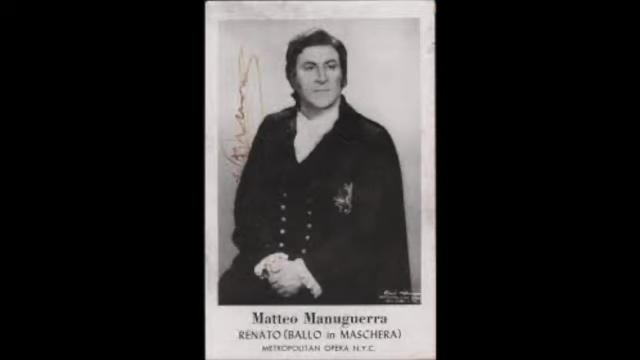 Matteo Manuguerra
RENATO (BALLO in MASCHERA)
METROPOLITAN OPERA N.Y.C.